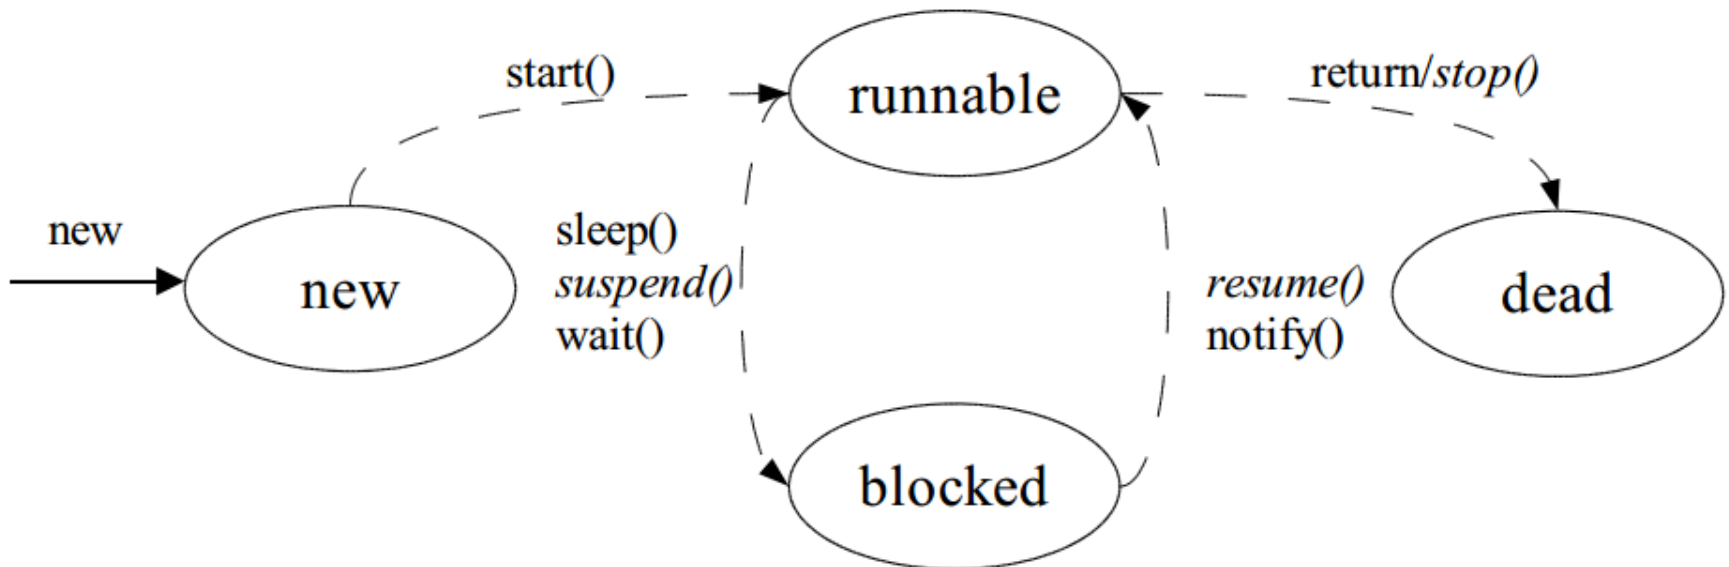 start()
runnable
return/stop()
new
new
sleep()
suspend()
wait()
resume()
notify()
dead
blocked